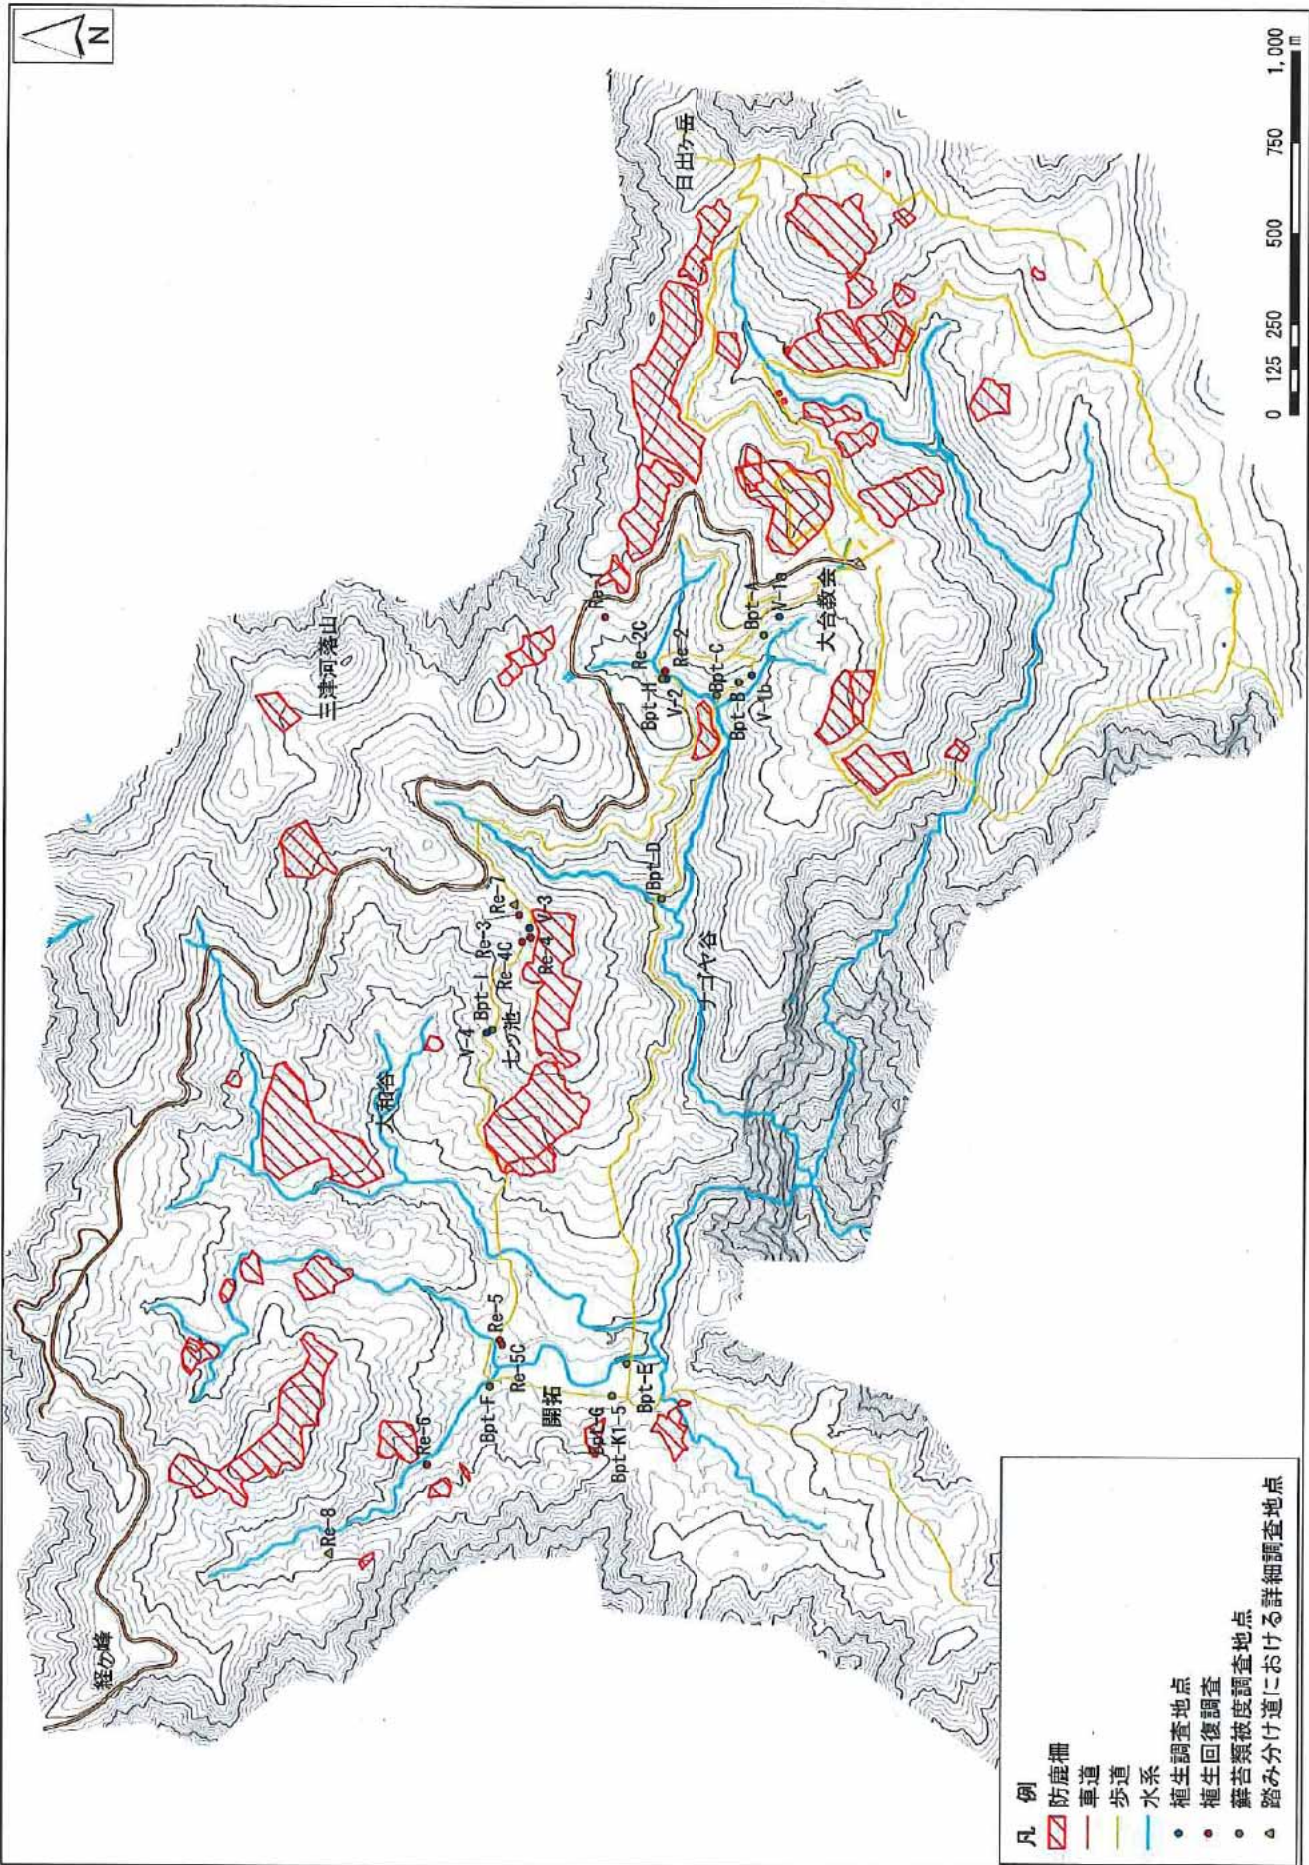 N
日出ヶ岳
三津河落山
Re-1
Re-2C
Re-2
Bpt-H
V-2
Bpt-C
Bpt-A
V-1a
大台教会
Bpt-B
V-1b
Bpt-D
ナゴヤ谷
Re-7
Re-3
V-3
Re-4C
Re-4
Bpt-I
V-4
七ツ池
大和谷
Re-5
Re-5C
Bpt-F
開拓
Bpt-E
Bpt-G
Bpt-K1-5
Re-6
Re-8
経ヶ峰
0 125 250 500 750 1,000
m
凡 例
防鹿柵
車道
歩道
水系
植生調査地点
植生回復調査
蘚苔類被度調査地点
踏み分け道における詳細調査地点